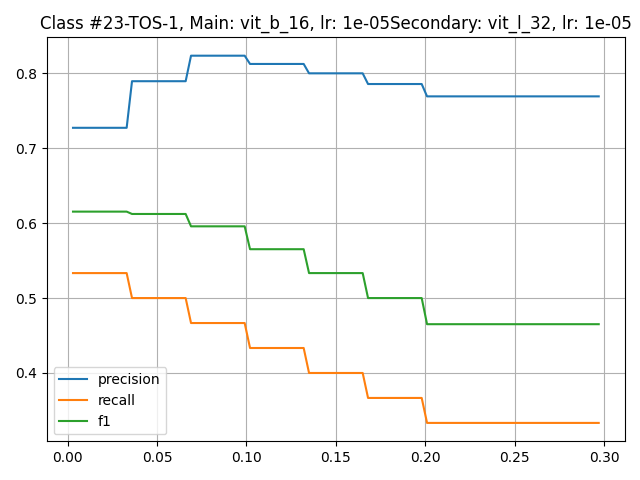 Class #23-TOS-1, Main: vit_b_16, lr: 1e-05Secondary: vit_l_32, lr: 1e-05
0.8
0.7
0.6
0.5
0.4
precision
recall
f1
0.00 0.05 0.10 0.15 0.20 0.25 0.30